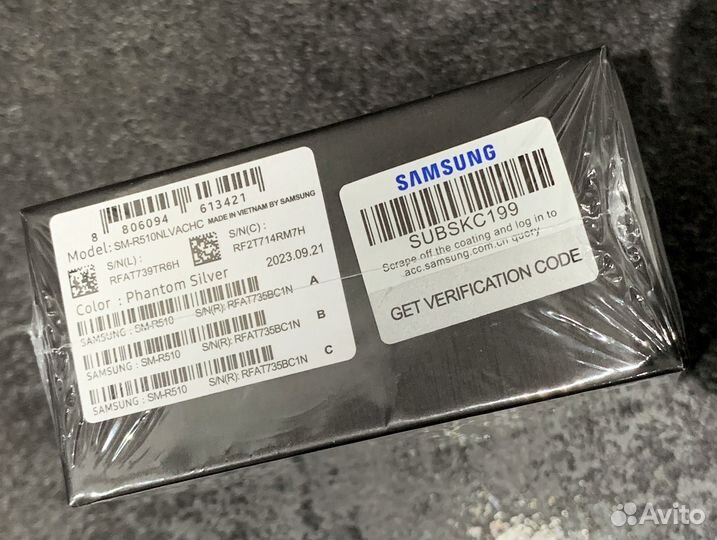 8 806094 613421
Model: SM-R510NLVACHC MADE IN VIETNAM BY SAMSUNG
S/N(L):
RFAT739TR6H
S/N(C):
RF2T714RM7H
Color : Phantom Silver 2023.09.21
SAMSUNG : SM-R510 S/N(R): RFAT735BC1N A
SAMSUNG : SM-R510 S/N(R): RFAT735BC1N B
SAMSUNG : SM-R510 S/N(R): RFAT735BC1N C
SAMSUNG
SUBSKC199
Scrape off the coating and log in to
.acc.samsung.com.cn query
GET VERIFICATION CODE
Avito